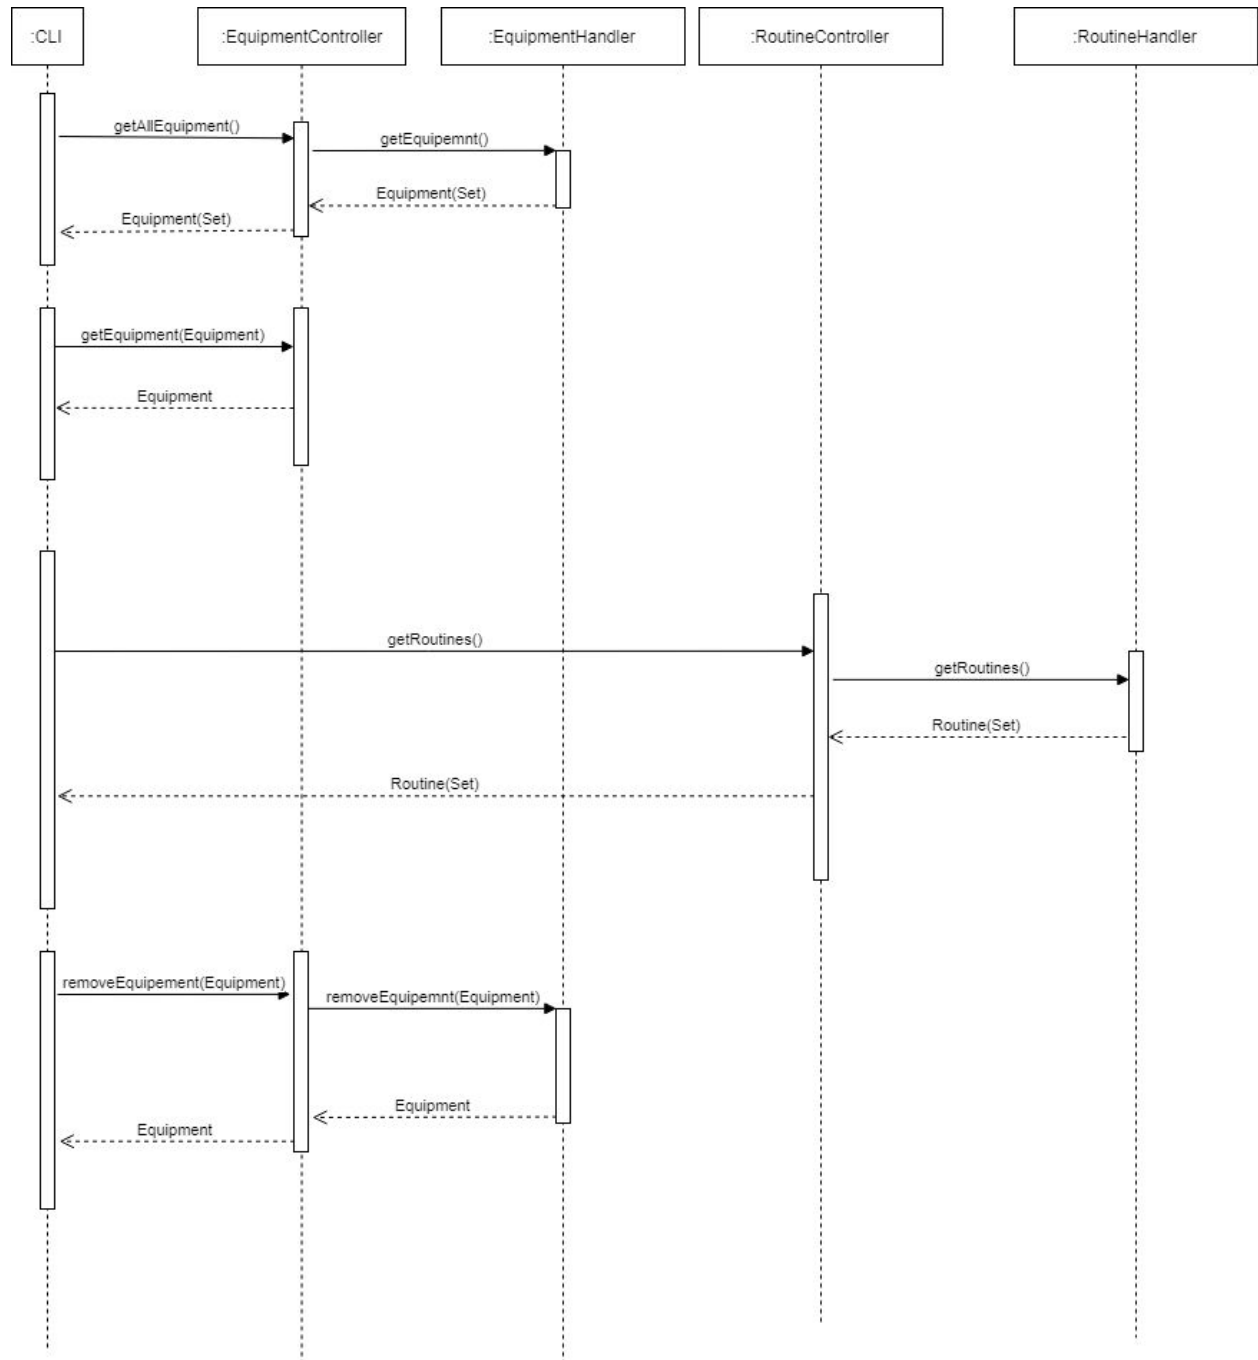 :CLI
:EquipmentController
:EquipmentHandler
:RoutineController
:RoutineHandler
getAllEquipment()
getEquipemnt()
Equipment(Set)
Equipment(Set)
getEquipment(Equipment)
Equipment
getRoutines()
getRoutines()
Routine(Set)
Routine(Set)
removeEquipement(Equipment)
removeEquipemnt(Equipment)
Equipment
Equipment